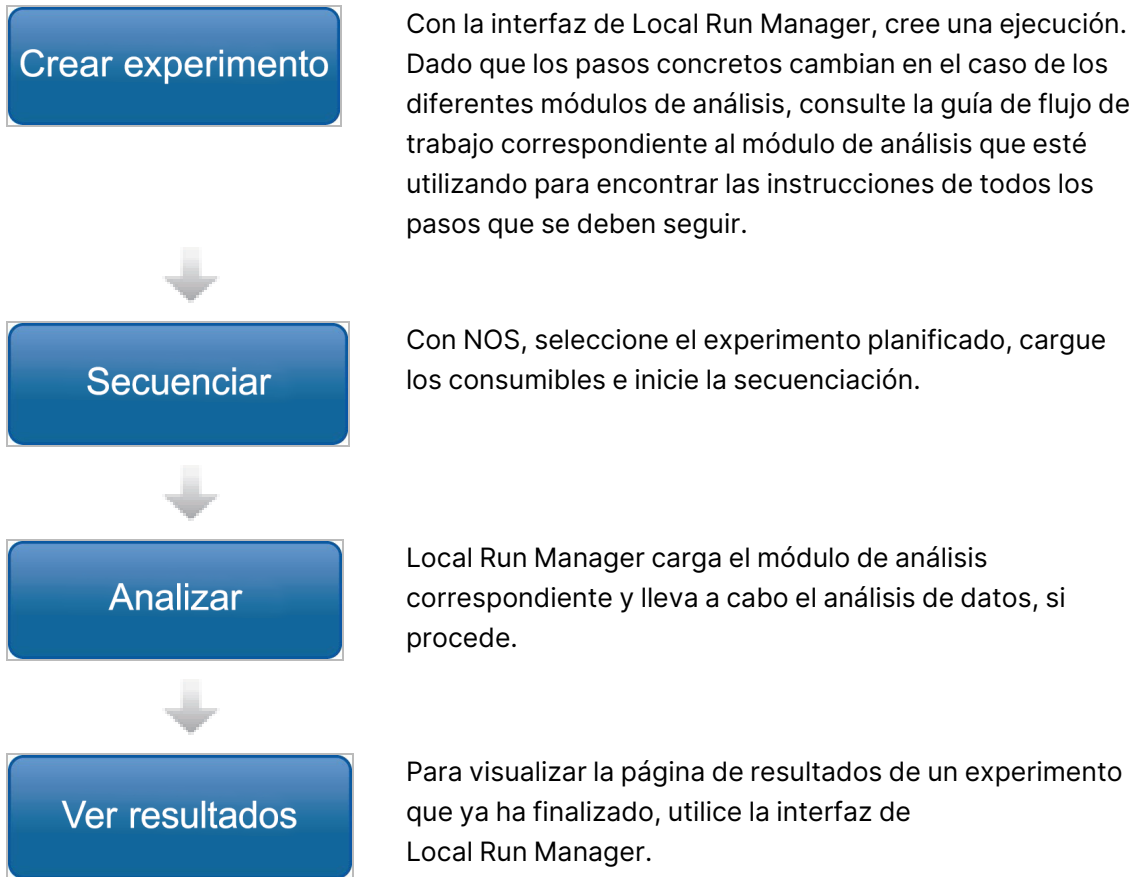 Crear experimento
Con la interfaz de Local Run Manager, cree una ejecución.
Dado que los pasos concretos cambian en el caso de los
diferentes módulos de análisis, consulte la guía de flujo de
trabajo correspondiente al módulo de análisis que esté
utilizando para encontrar las instrucciones de todos los
pasos que se deben seguir.
Secuenciar
Con NOS, seleccione el experimento planificado, cargue
los consumibles e inicie la secuenciación.
Analizar
Local Run Manager carga el módulo de análisis
correspondiente y lleva a cabo el análisis de datos, si
procede.
Ver resultados
Para visualizar la página de resultados de un experimento
que ya ha finalizado, utilice la interfaz de
Local Run Manager.